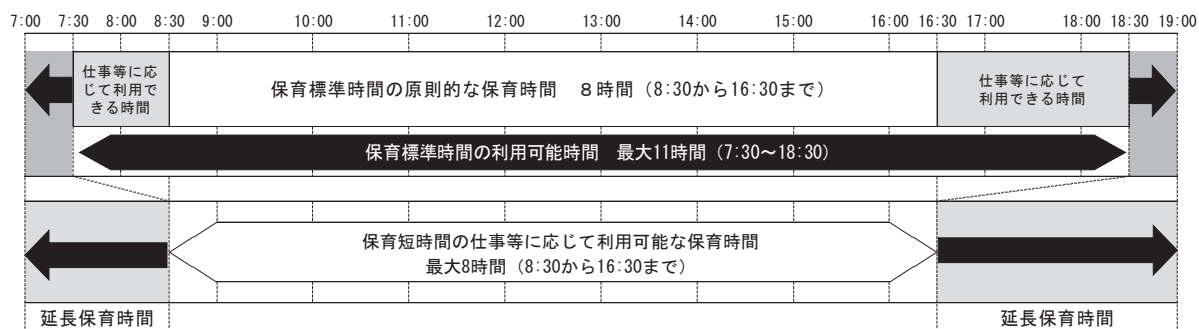 7:00 7:30 8:00 8:30 9:00 10:00 11:00 12:00 13:00 14:00 15:00 16:00 16:30 17:00 18:00 18:30 19:00
仕事等に応
じて利用で
きる時間
保育標準時間の原則的な保育時間　8時間（8:30から16:30まで）
仕事等に応じて
利用できる時間
保育標準時間の利用可能時間　最大11時間（7:30～18:30）
保育短時間の仕事等に応じて利用可能な保育時間
最大8時間（8:30から16:30まで）
延長保育時間
延長保育時間